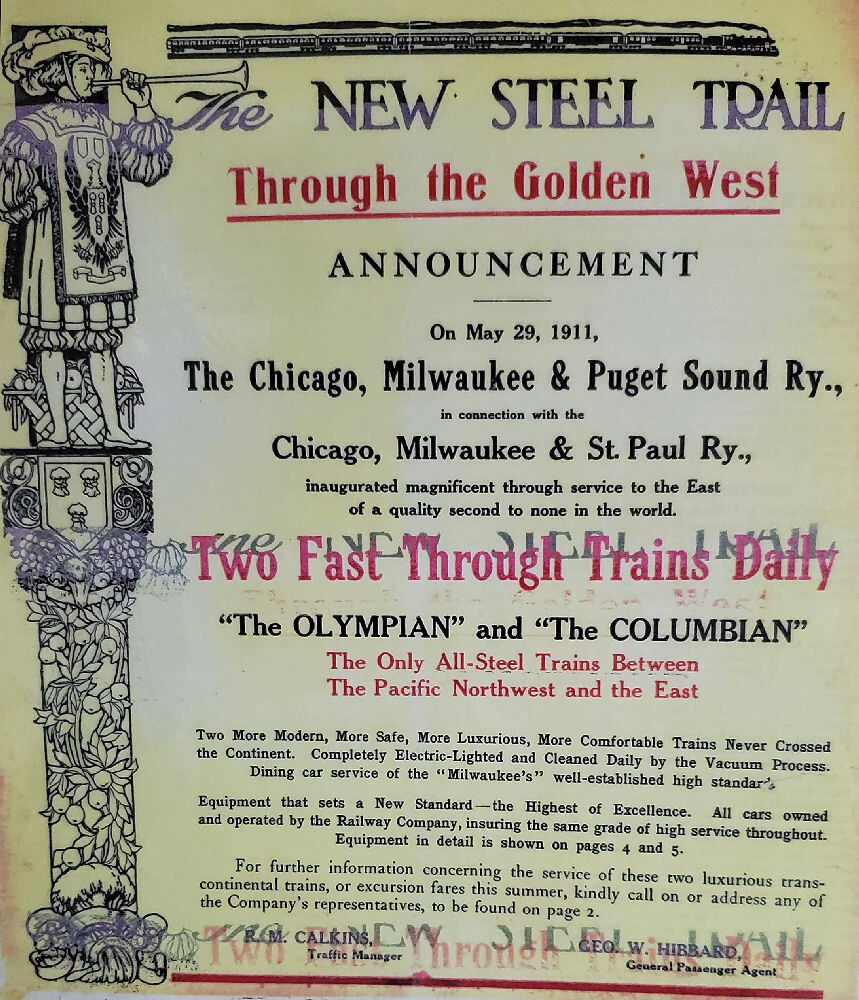 The NEW STEEL TRAIL
Through the Golden West
ANNOUNCEMENT
On May 29, 1911,
The Chicago, Milwaukee & Puget Sound Ry.,
in connection with the
Chicago, Milwaukee & St. Paul Ry.,
inaugurated magnificent through service to the East
of a quality second to none in the world.
Two Fast Through Trains Daily
“The OLYMPIAN” and “The COLUMBIAN”
The Only All-Steel Trains Between
The Pacific Northwest and the East
Two More Modern, More Safe, More Luxurious, More Comfortable Trains Never Crossed
the Continent. Completely Electric-Lighted and Cleaned Daily by the Vacuum Process.
Dining car service of the “Milwaukee's” well-established high standar
Equipment that sets a New Standard—the Highest of Excellence. All cars owned
and operated by the Railway Company, insuring the same grade of high service throughout.
Equipment in detail is shown on pages 4 and 5.
For further information concerning the service of these two luxurious trans-
continental trains, or excursion fares this summer, kindly call on or address any of
the Company's representatives, to be found on page 2.
R. M. CALKINS,
Traffic Manager
GEO. W. HIBBARD,
General Passenger Agent